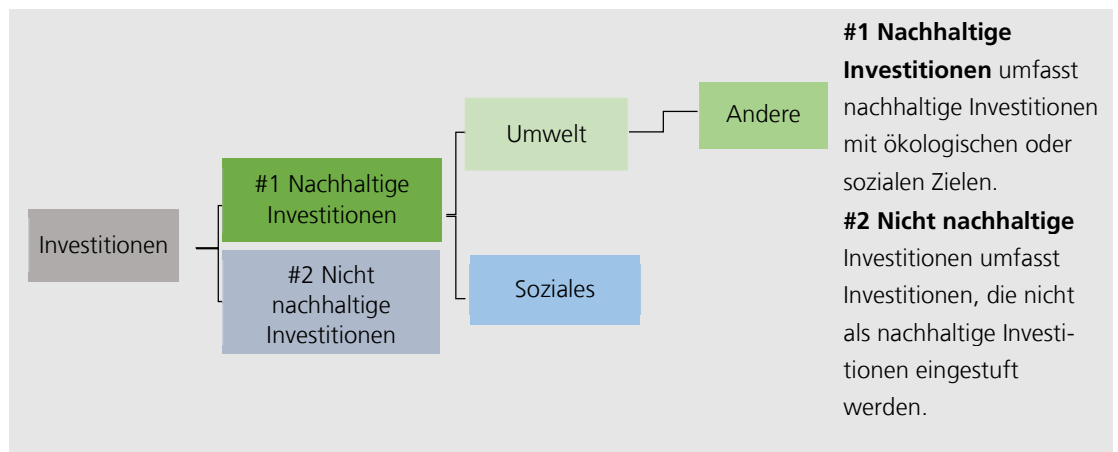 Investitionen
#1 Nachhaltige
Investitionen
#2 Nicht
nachhaltige
Investitionen
Umwelt
Soziales
Andere
#1 Nachhaltige
Investitionen umfasst
nachhaltige Investitionen
mit ökologischen oder
sozialen Zielen.
#2 Nicht nachhaltige
Investitionen umfasst
Investitionen, die nicht
als nachhaltige Investi-
tionen eingestuft
werden.